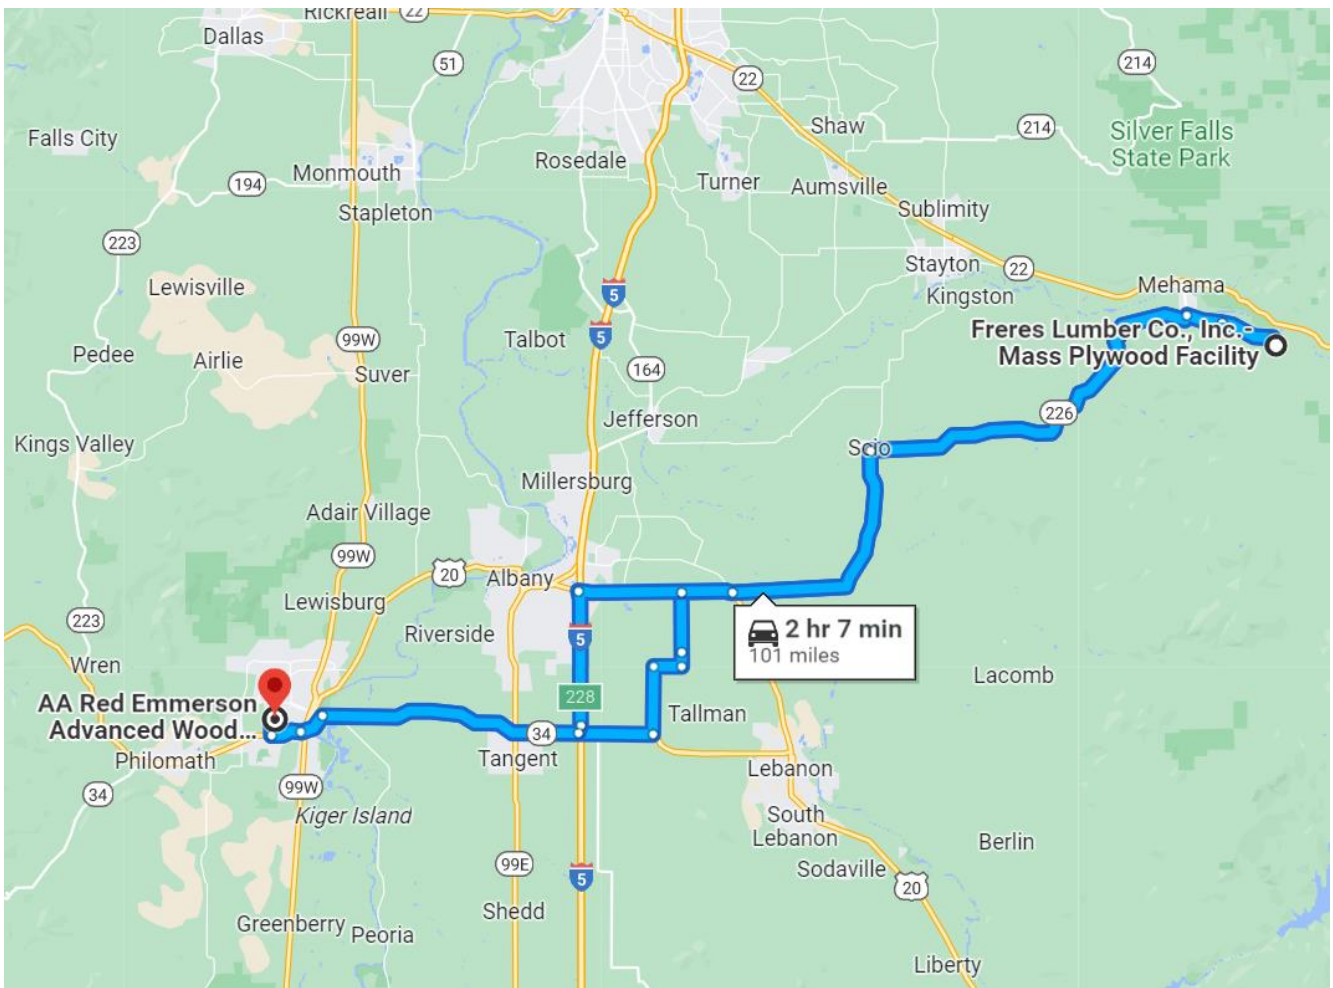 Rickreall
22
Dallas
51
22
214
Shaw
214
Silver Falls
State Park
Falls City
Rosedale
Monmouth
194
Turner
Aumsville
Stapleton
Sublimity
223
Stayton
22
Lewisville
Kingston
Mehama
5
5
Talbot
99W
Freres Lumber Co., Inc.-
Mass Plywood Facility
Pedee
Airlie
Suver
164
226
Jefferson
Kings Valley
Scio
Millersburg
Adair Village
99W
20
Albany
Lewisburg
223
Riverside
5
2 hr 7 min
101 miles
Wren
Lacomb
AA Red Emmerson
Advanced Wood...
228
Tallman
34
Philomath
Tangent
Lebanon
34
99W
Kiger Island
South
Lebanon
Berlin
Sodaville
99E
5
20
Shedd
Greenberry
Peoria
Liberty